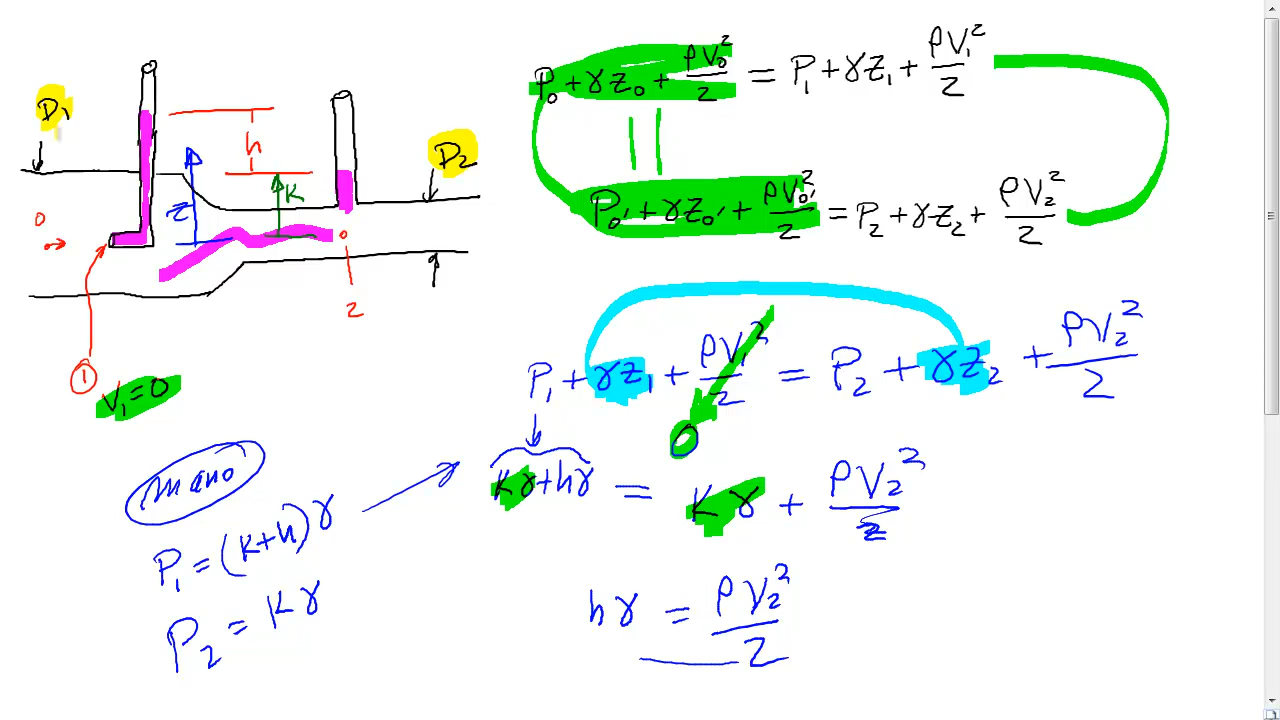 D₁
h
D₂
K
z
0
0
2
①
V₁=0
P₀ + γz₀ + ρV₀²/2 = P₁ + γz₁ + ρV₁²/2
P₀' + γz₀' + ρV₀'²/2 = P₂ + γz₂ + ρV₂²/2
P₁ + γz₁ + ρV₁²/2 = P₂ + γz₂ + ρV₂²/2
0
mano
P₁ = (K+h)γ
P₂ = Kγ
Kγ+hγ = Kγ + ρV₂²/2
hγ = ρV₂²/2